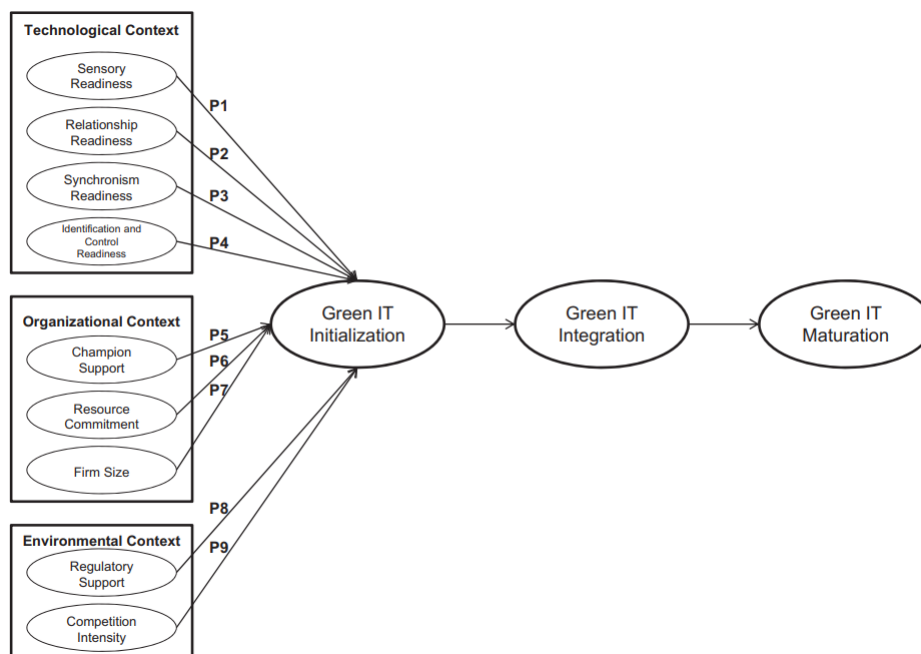 Technological Context
Sensory
Readiness
P1
Relationship
Readiness
P2
Synchronism
Readiness
P3
Identification and
Control
Readiness
P4
Organizational Context
Champion
Support
P5
Resource
Commitment
P6
Firm Size
P7
Environmental Context
Regulatory
Support
P8
Competition
Intensity
P9
Green IT
Initialization
Green IT
Integration
Green IT
Maturation